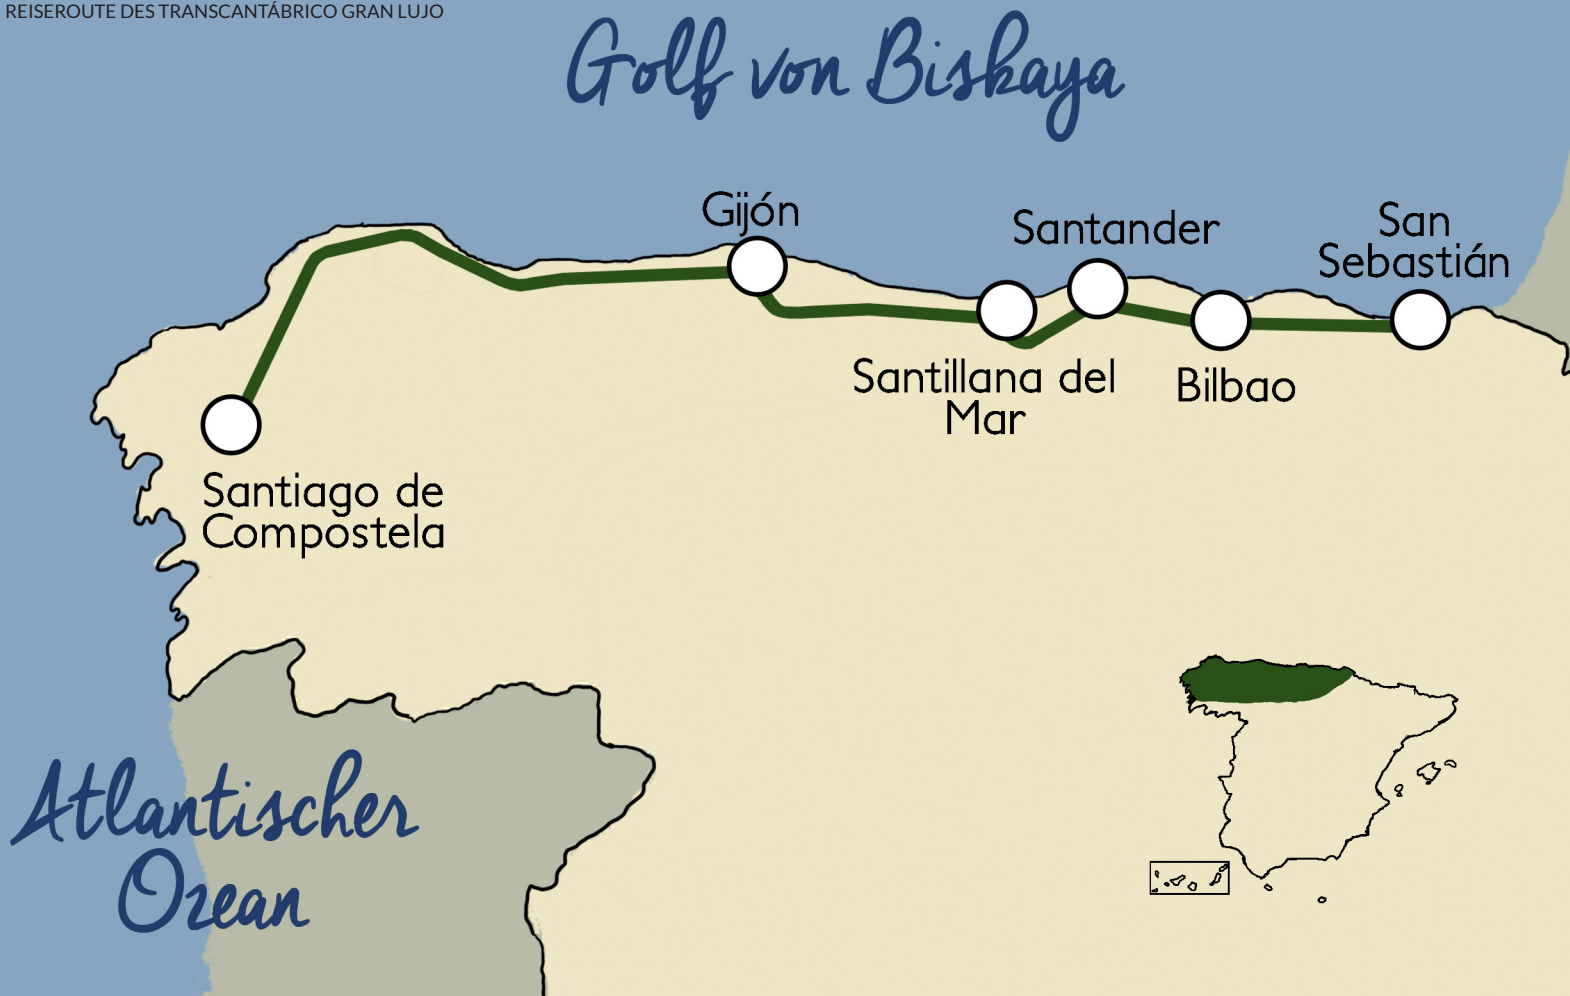 REISEROUTE DES TRANSCANTÁBRICO GRAN LUJO
Golf von Biskaya
Gijón
Santander
San
Sebastián
Santillana del
Mar
Bilbao
Santiago de
Compostela
Atlantischer
Ozean